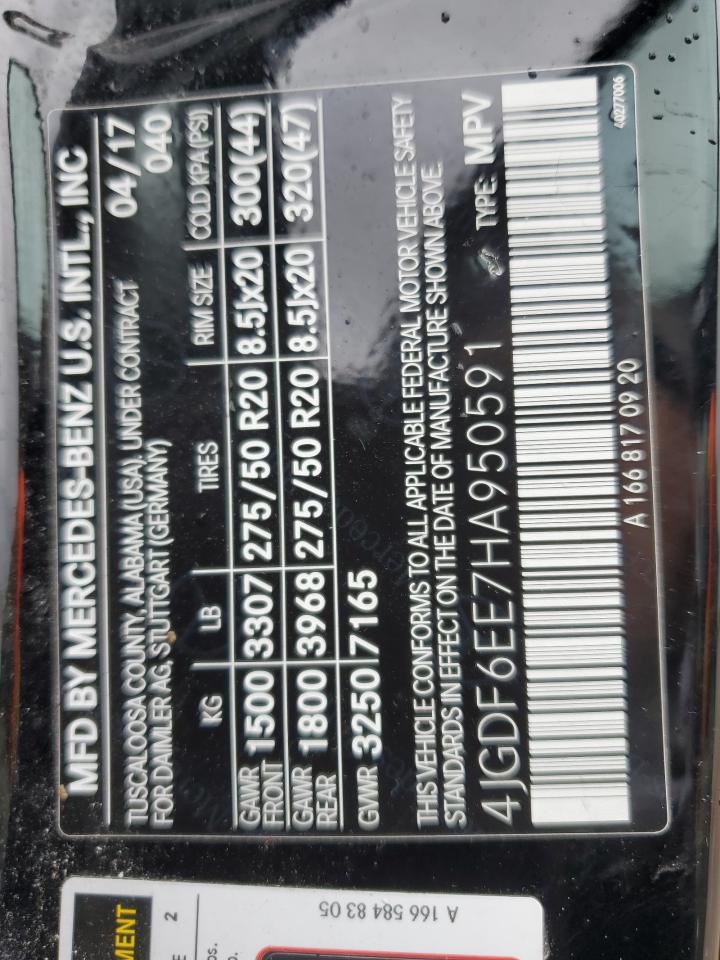 MFD BY MERCEDES-BENZ U.S. INTL., INC
TUSCALOOSA COUNTY, ALABAMA (USA), UNDER CONTRACT 04/17
FOR DAIMLER AG, STUTTGART (GERMANY) 040
KG LB TIRES RIM SIZE COLD KPA (PSI)
GAWR FRONT 1500 3307 275/50 R20 8.5Jx20 300(44)
GAWR REAR 1800 3968 275/50 R20 8.5Jx20 320(47)
GVWR 3250 7165
THIS VEHICLE CONFORMS TO ALL APPLICABLE FEDERAL MOTOR VEHICLE SAFETY
STANDARDS IN EFFECT ON THE DATE OF MANUFACTURE SHOWN ABOVE.
4JGDF6EE7HA950591 TYPE: MPV
40277006
A 166 817 09 20
MENT
E 2
os.
o.
A 166 584 83 05